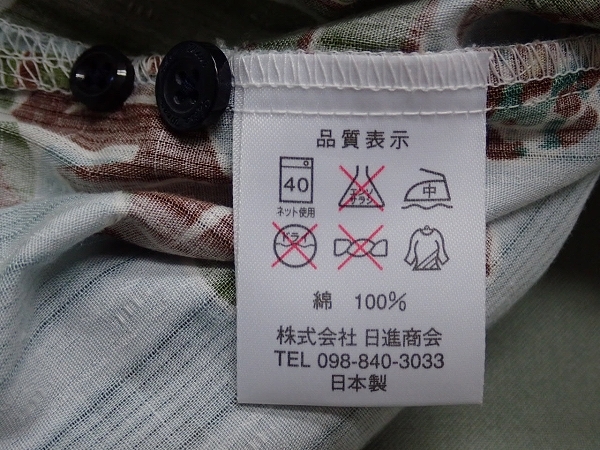 品質表示
40
エンソ
サラシ
中
ネット使用
ドライ
綿 100%
株式会社 日進商会
TEL 098-840-3033
日本製